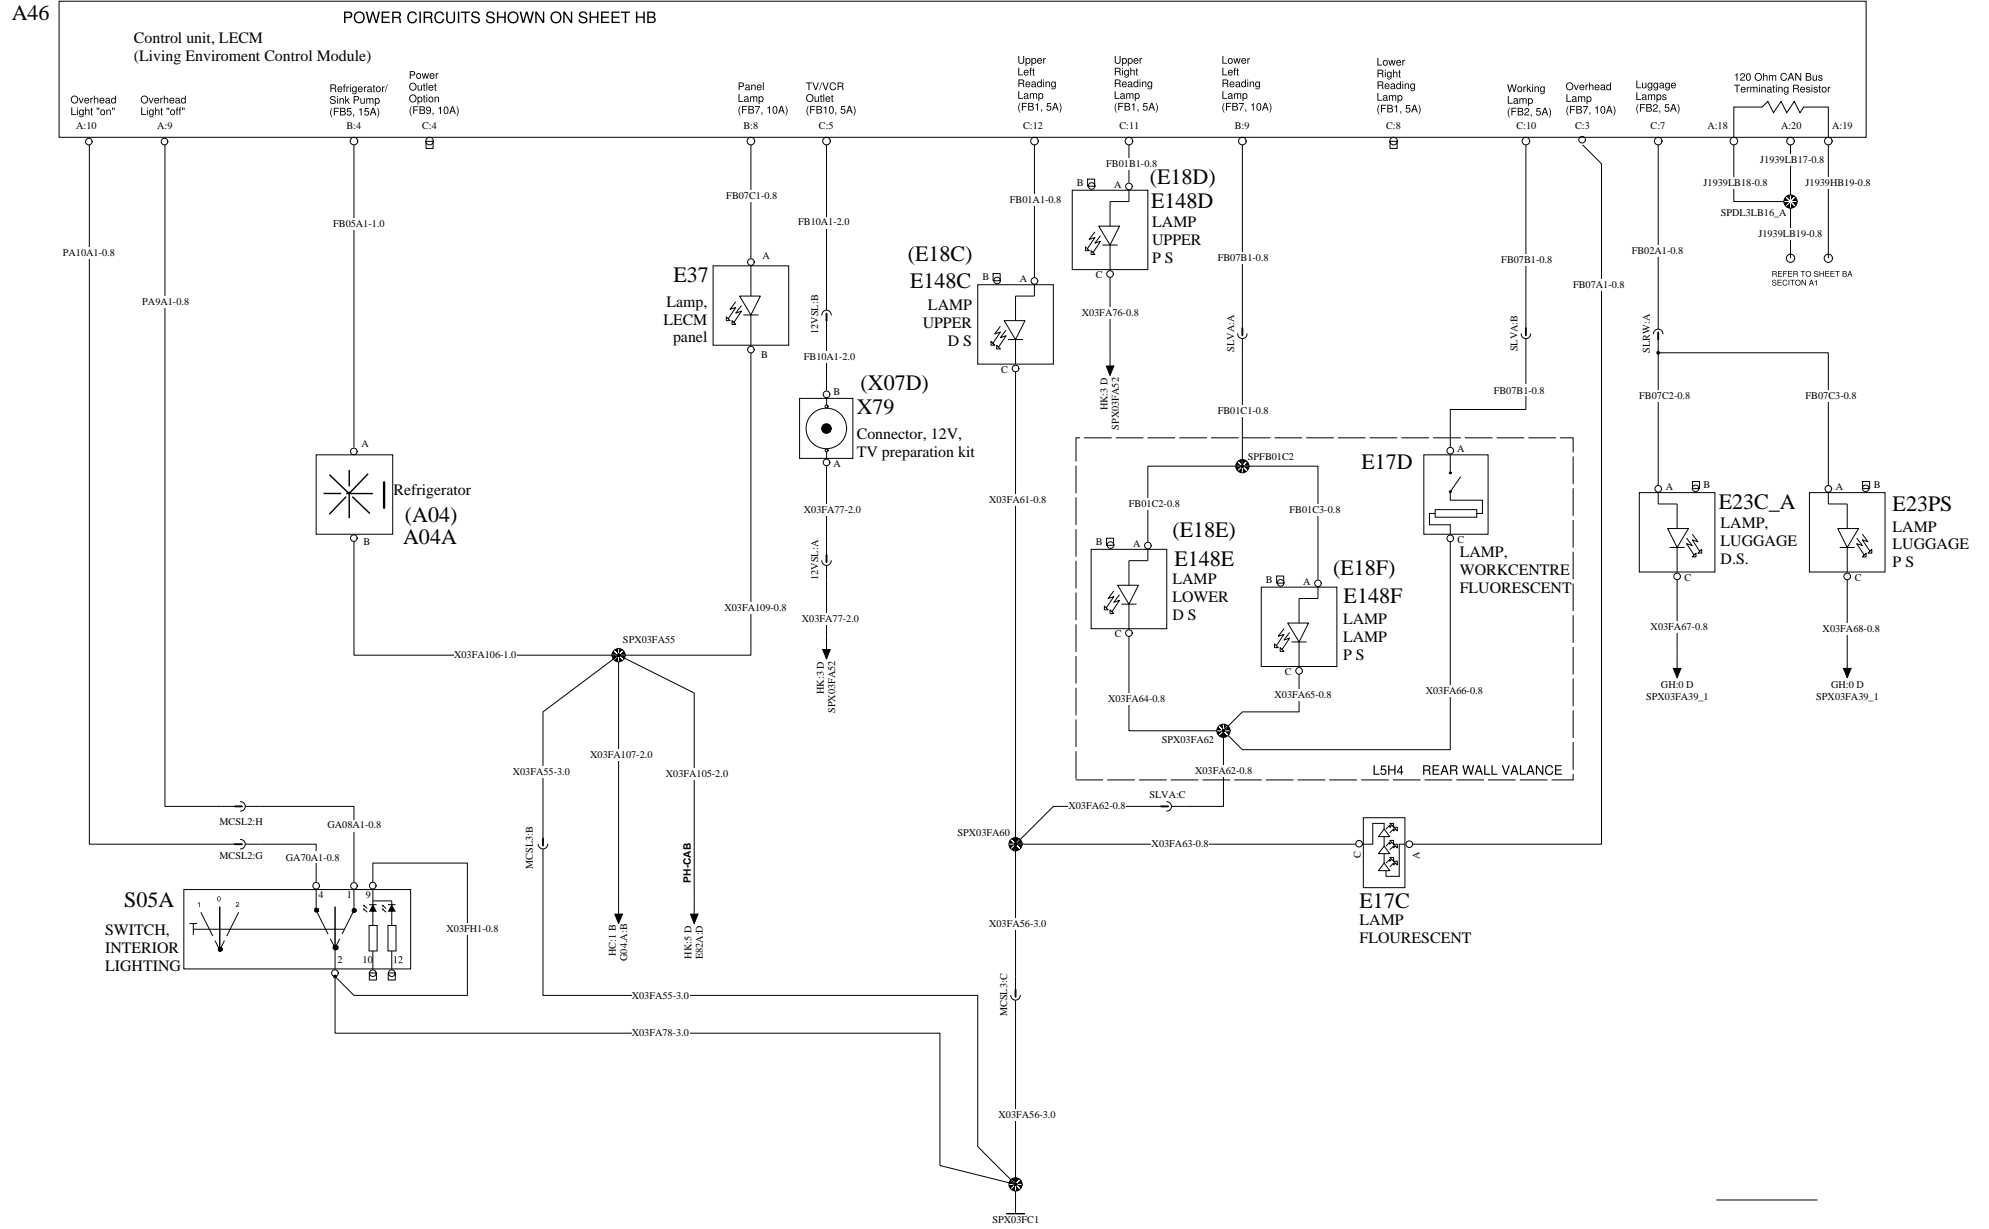 A46
POWER CIRCUITS SHOWN ON SHEET HB
Control unit, LECM
(Living Enviroment Control Module)
Overhead
Light "on"
A:10
Overhead
Light "off"
A:9
Refrigerator/
Sink Pump
(FB5, 15A)
B:4
Power
Outlet
Option
(FB9, 10A)
C:4
Panel
Lamp
(FB7, 10A)
B:8
TV/VCR
Outlet
(FB10, 5A)
C:5
Upper
Left
Reading
Lamp
(FB1, 5A)
C:12
Upper
Right
Reading
Lamp
(FB1, 5A)
C:11
Lower
Left
Reading
Lamp
(FB7, 10A)
B:9
Lower
Right
Reading
Lamp
(FB1, 5A)
C:8
Working
Lamp
(FB2, 5A)
C:10
Overhead
Lamp
(FB7, 10A)
C:3
Luggage
Lamps
(FB2, 5A)
C:7
120 Ohm CAN Bus
Terminating Resistor
A:18
A:20
A:19
PA10A1-0.8
PA9A1-0.8
FB05A1-1.0
FB07C1-0.8
FB10A1-2.0
FB01A1-0.8
FB01B1-0.8
FB07B1-0.8
FB07B1-0.8
FB07A1-0.8
FB02A1-0.8
J1939LB17-0.8
J1939LB18-0.8
J1939HB19-0.8
SPDL3LB16_A
J1939LB19-0.8
REFER TO SHEET BA
SECITON A1
A
E37
Lamp,
LECM
panel
B
12VSL:B
FB10A1-2.0
B
(X07D)
X79
Connector, 12V,
TV preparation kit
A
X03FA77-2.0
12VSL:A
X03FA77-2.0
HK:3 D
SPX03FA52
(E18C)
E148C
LAMP
UPPER
D S
B
A
C
X03FA61-0.8
B
A
(E18D)
E148D
LAMP
UPPER
P S
C
X03FA76-0.8
HK:3 D
SPX03FA52
SLVA:A
FB01C1-0.8
SPFB01C2
FB01C2-0.8
FB01C3-0.8
(E18E)
B
A
E148E
LAMP
LOWER
D S
C
X03FA64-0.8
(E18F)
B
A
E148F
LAMP
LAMP
P S
C
X03FA65-0.8
SLVA:B
FB07B1-0.8
E17D
A
C
LAMP,
WORKCENTRE
FLUORESCENT
X03FA66-0.8
SPX03FA62
X03FA62-0.8
L5H4
REAR WALL VALANCE
SLVA:C
X03FA62-0.8
SLRW:A
FB07C2-0.8
FB07C3-0.8
A
B
E23C_A
LAMP,
LUGGAGE
D.S.
C
X03FA67-0.8
GH:0 D
SPX03FA39_1
A
B
E23PS
LAMP
LUGGAGE
P S
C
X03FA68-0.8
GH:0 D
SPX03FA39_1
A
Refrigerator
(A04)
A04A
B
X03FA106-1.0
SPX03FA55
X03FA109-0.8
X03FA55-3.0
X03FA107-2.0
X03FA105-2.0
MCSL3:B
PH-CAB
HC:1 B
G04.A:B
HK:5 D
E82A:D
MCSL2:H
GA08A1-0.8
MCSL2:G
GA70A1-0.8
S05A
SWITCH,
INTERIOR
LIGHTING
1
0
2
4
1
9
2
10
12
X03FH1-0.8
X03FA55-3.0
X03FA78-3.0
SPX03FA60
X03FA63-0.8
C
A
E17C
LAMP
FLOURESCENT
X03FA56-3.0
MCSL3:C
X03FA56-3.0
SPX03FC1